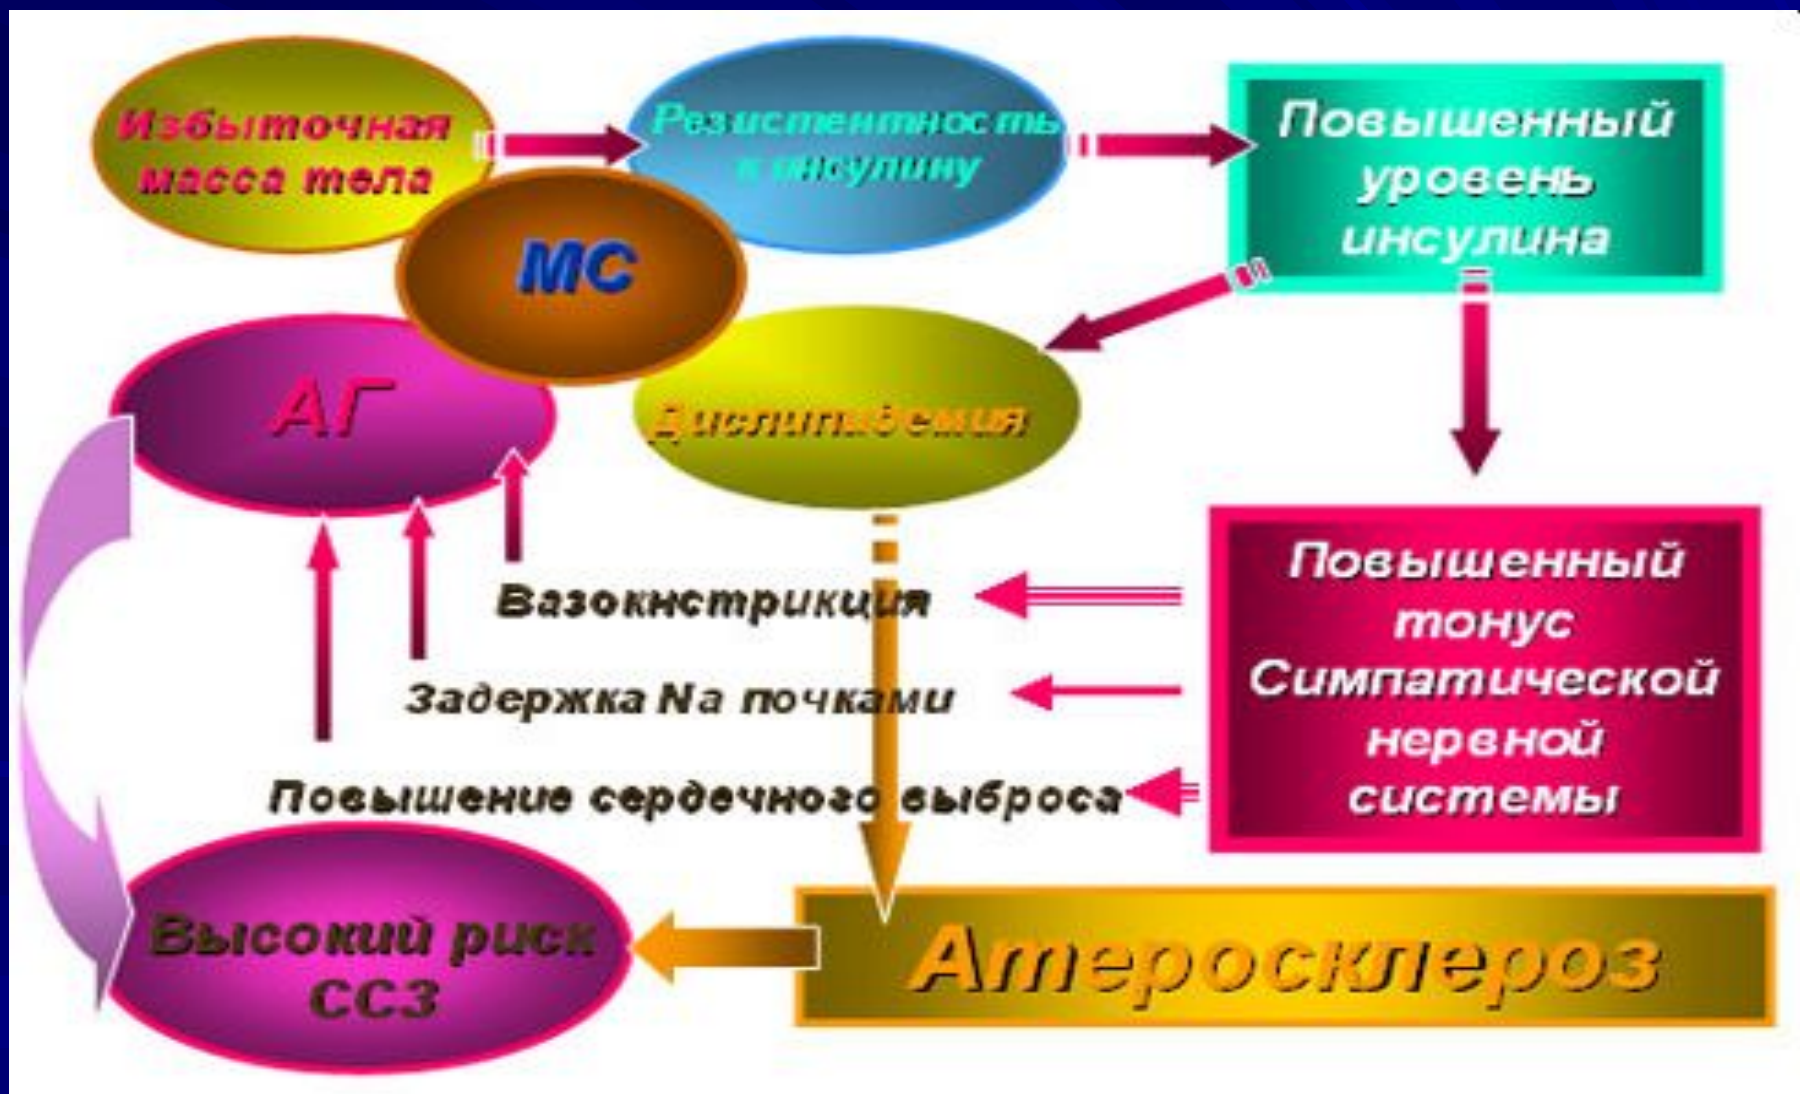 Избыточная
масса тела
Резистентность
к инсулину
Повышенный
уровень
инсулина
МС
АГ
Дислипидемия
Вазокнстрикция
Задержка Na почками
Повышение сердечного выброса
Повышенный
тонус
Симпатической
нервной
системы
Высокий риск
ССЗ
Атеросклероз